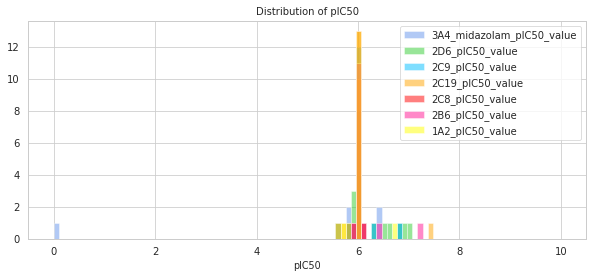 Distribution of pIC50
12
10
8
6
4
2
0
3A4_midazolam_pIC50_value
2D6_pIC50_value
2C9_pIC50_value
2C19_pIC50_value
2C8_pIC50_value
2B6_pIC50_value
1A2_pIC50_value
0 2 4 6 8 10
pIC50